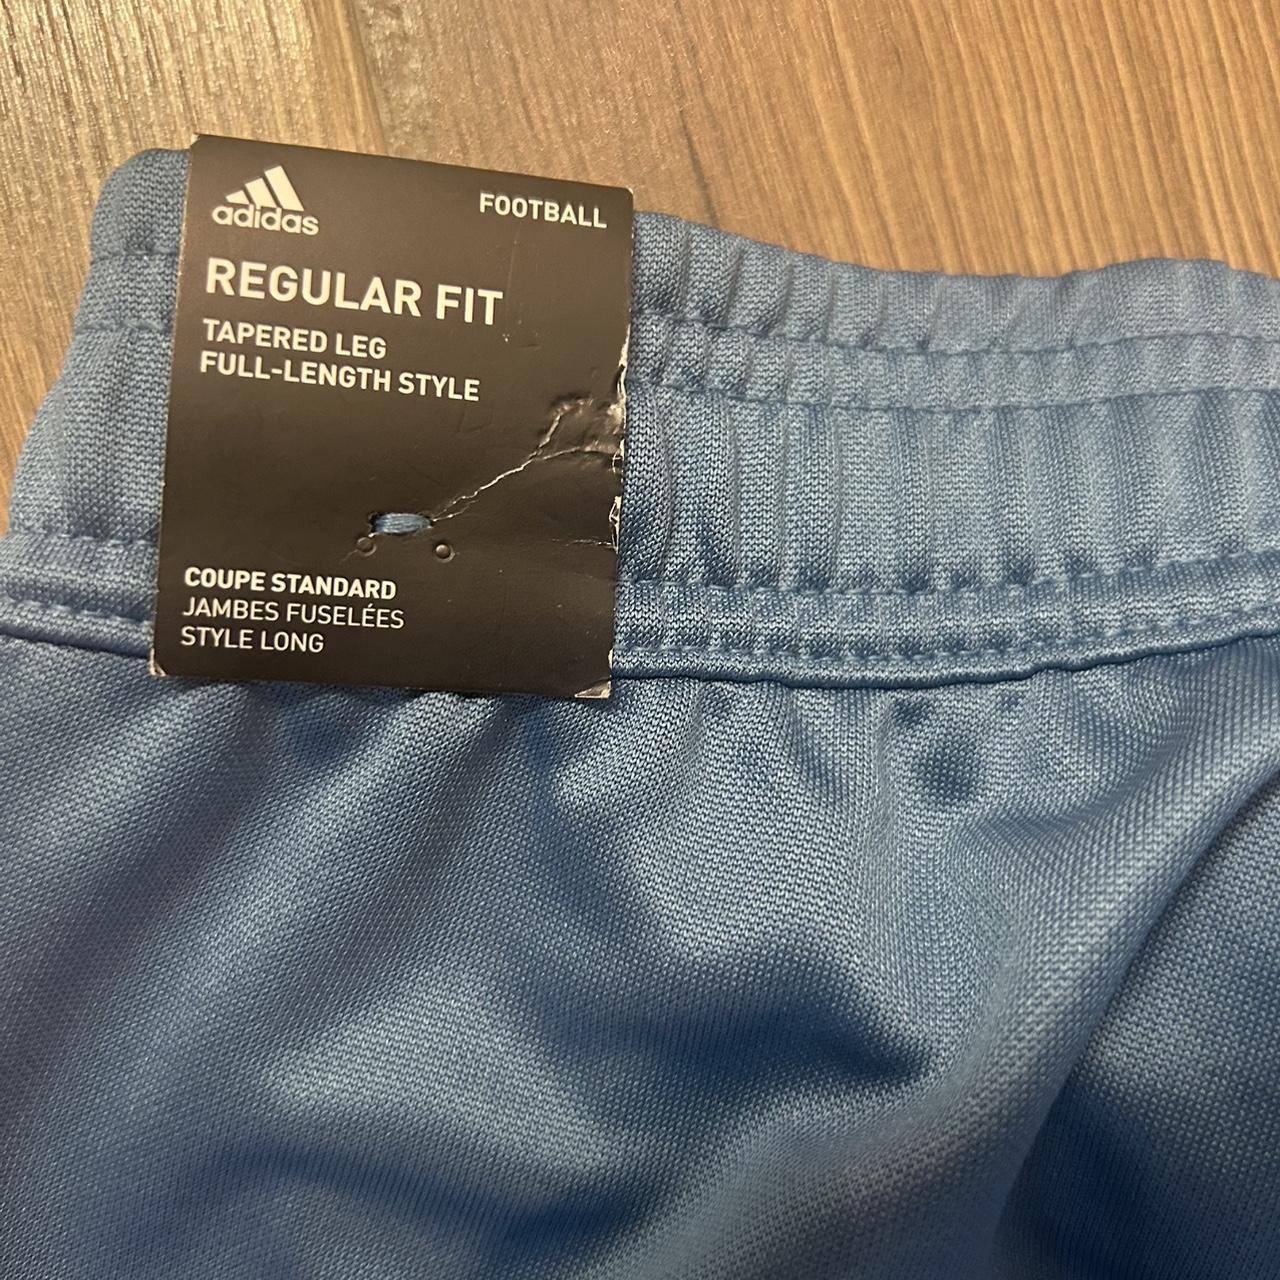 adidas
FOOTBALL
REGULAR FIT
TAPERED LEG
FULL-LENGTH STYLE
COUPE STANDARD
JAMBES FUSELÉES
STYLE LONG